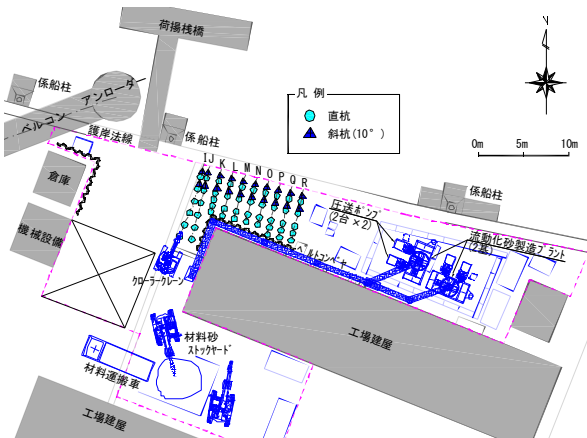 荷揚桟橋
N
係船柱
アンローダー
ベルコン
凡 例
直杭
斜杭(10°)
0m 5m 10m
護岸法線
係船柱
I J K L M N O P Q R
係船柱
倉庫
圧送ポンプ
(2台×2)
流動化砂製造プラント
(2基)
機械設備
ベルトコンベヤ
クローラークレーン
工場建屋
材料砂
ストックヤード
材料運搬車
工場建屋